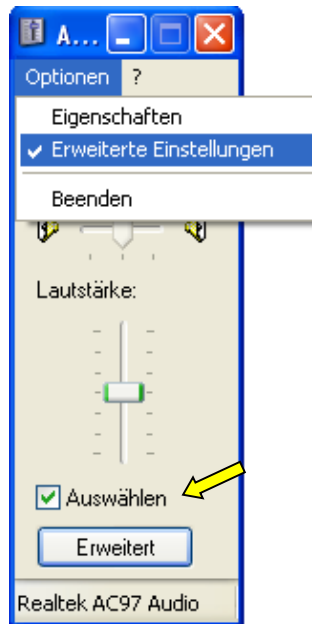 A...
Optionen ?
Eigenschaften
Erweiterte Einstellungen
Beenden
Lautstärke:
Auswählen
Erweitert
Realtek AC97 Audio